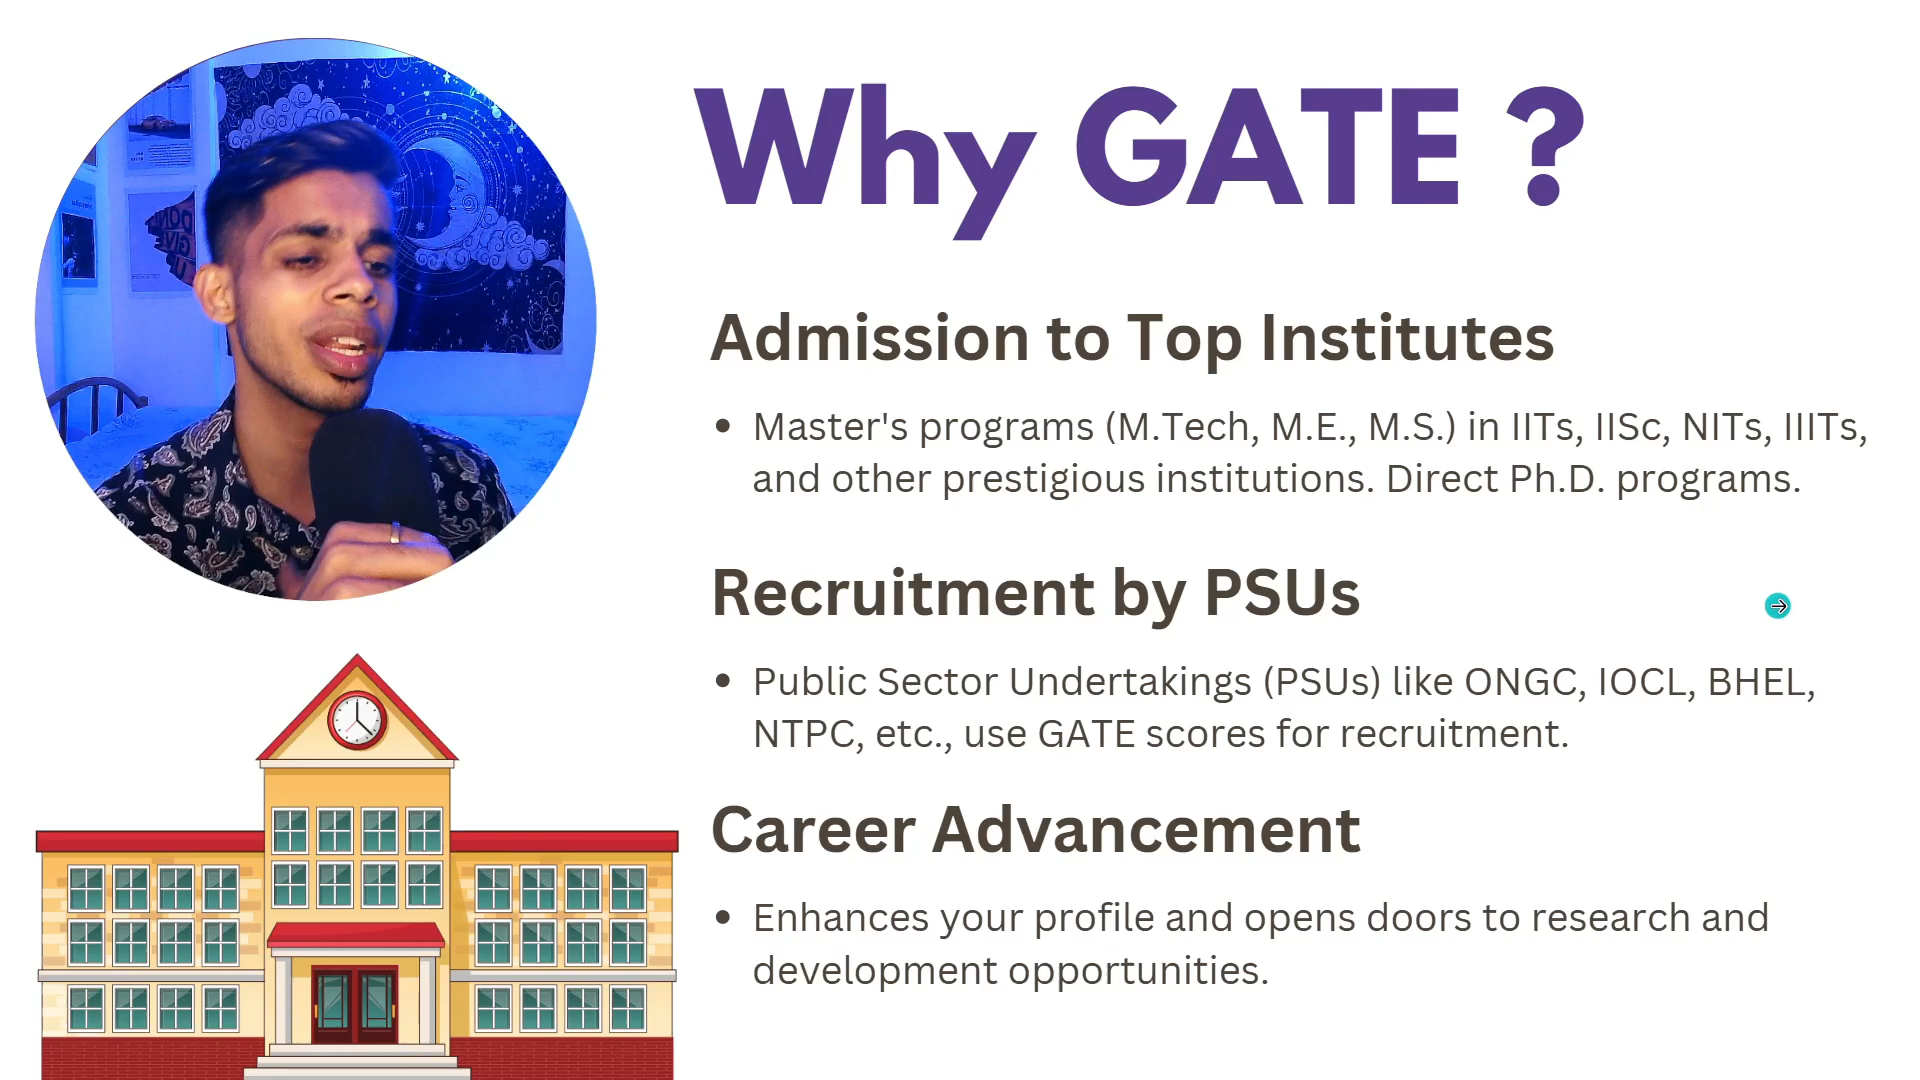 Why GATE ?
Admission to Top Institutes
• Master's programs (M.Tech, M.E., M.S.) in IITs, IISc, NITs, IIITs,
and other prestigious institutions. Direct Ph.D. programs.
Recruitment by PSUs
• Public Sector Undertakings (PSUs) like ONGC, IOCL, BHEL,
NTPC, etc., use GATE scores for recruitment.
Career Advancement
• Enhances your profile and opens doors to research and
development opportunities.